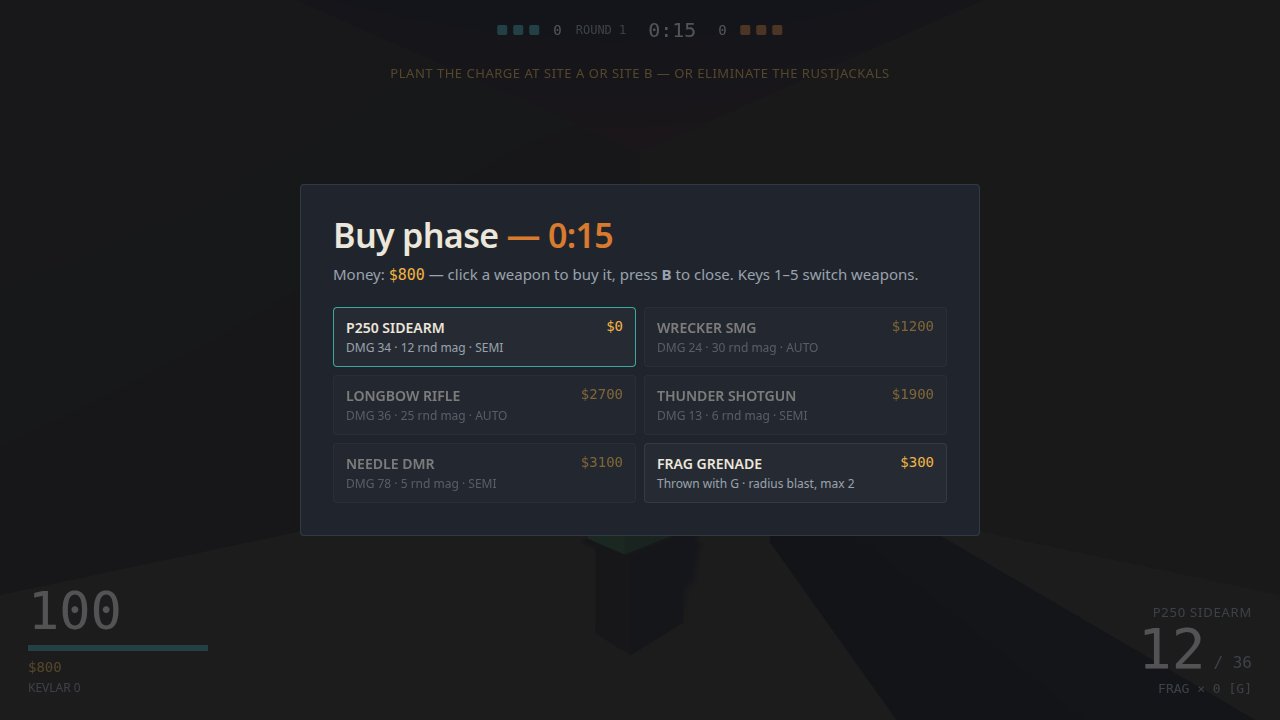 0 ROUND 1 0:15 0
PLANT THE CHARGE AT SITE A OR SITE B — OR ELIMINATE THE RUSTJACKALS
Buy phase — 0:15
Money: $800 — click a weapon to buy it, press B to close. Keys 1–5 switch weapons.
P250 SIDEARM $0
DMG 34 · 12 rnd mag · SEMI
WRECKER SMG $1200
DMG 24 · 30 rnd mag · AUTO
LONGBOW RIFLE $2700
DMG 36 · 25 rnd mag · AUTO
THUNDER SHOTGUN $1900
DMG 13 · 6 rnd mag · SEMI
NEEDLE DMR $3100
DMG 78 · 5 rnd mag · SEMI
FRAG GRENADE $300
Thrown with G · radius blast, max 2
100
$800
KEVLAR 0
P250 SIDEARM
12 / 36
FRAG × 0 [G]